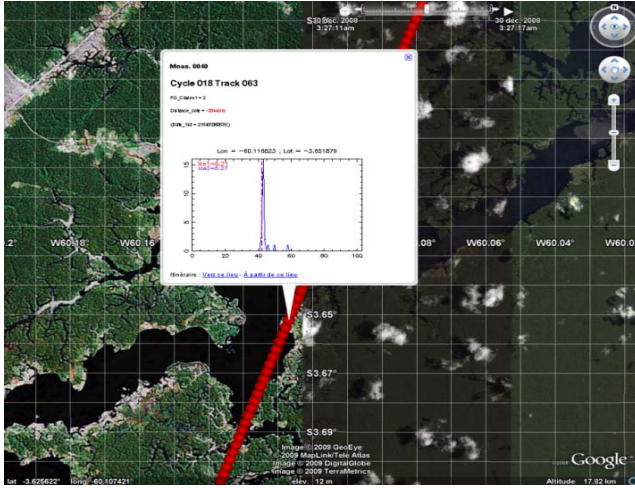 30 déc. 2008
3:27:11am
30 déc. 2008
3:27:17am
N
Cycle 018 Track 063
Lon = -60.116823 ; Lat = -3.651879
15
10
5
0
0 20 40 60 80 100
Itinéraire : Vers ce lieu - À partir de ce lieu
W60.18° W60.16 .08° W60.06° W60.04° W60.0
S3.65°
S3.67°
S3.69°
Image © 2009 GeoEye
© 2009 MapLink/Tele Atlas
Image © 2009 DigitalGlobe
Image © 2009 TerraMetrics
Google
lat -3.625622° long -60.107421° elev. 12 m Altitude 17.82 km